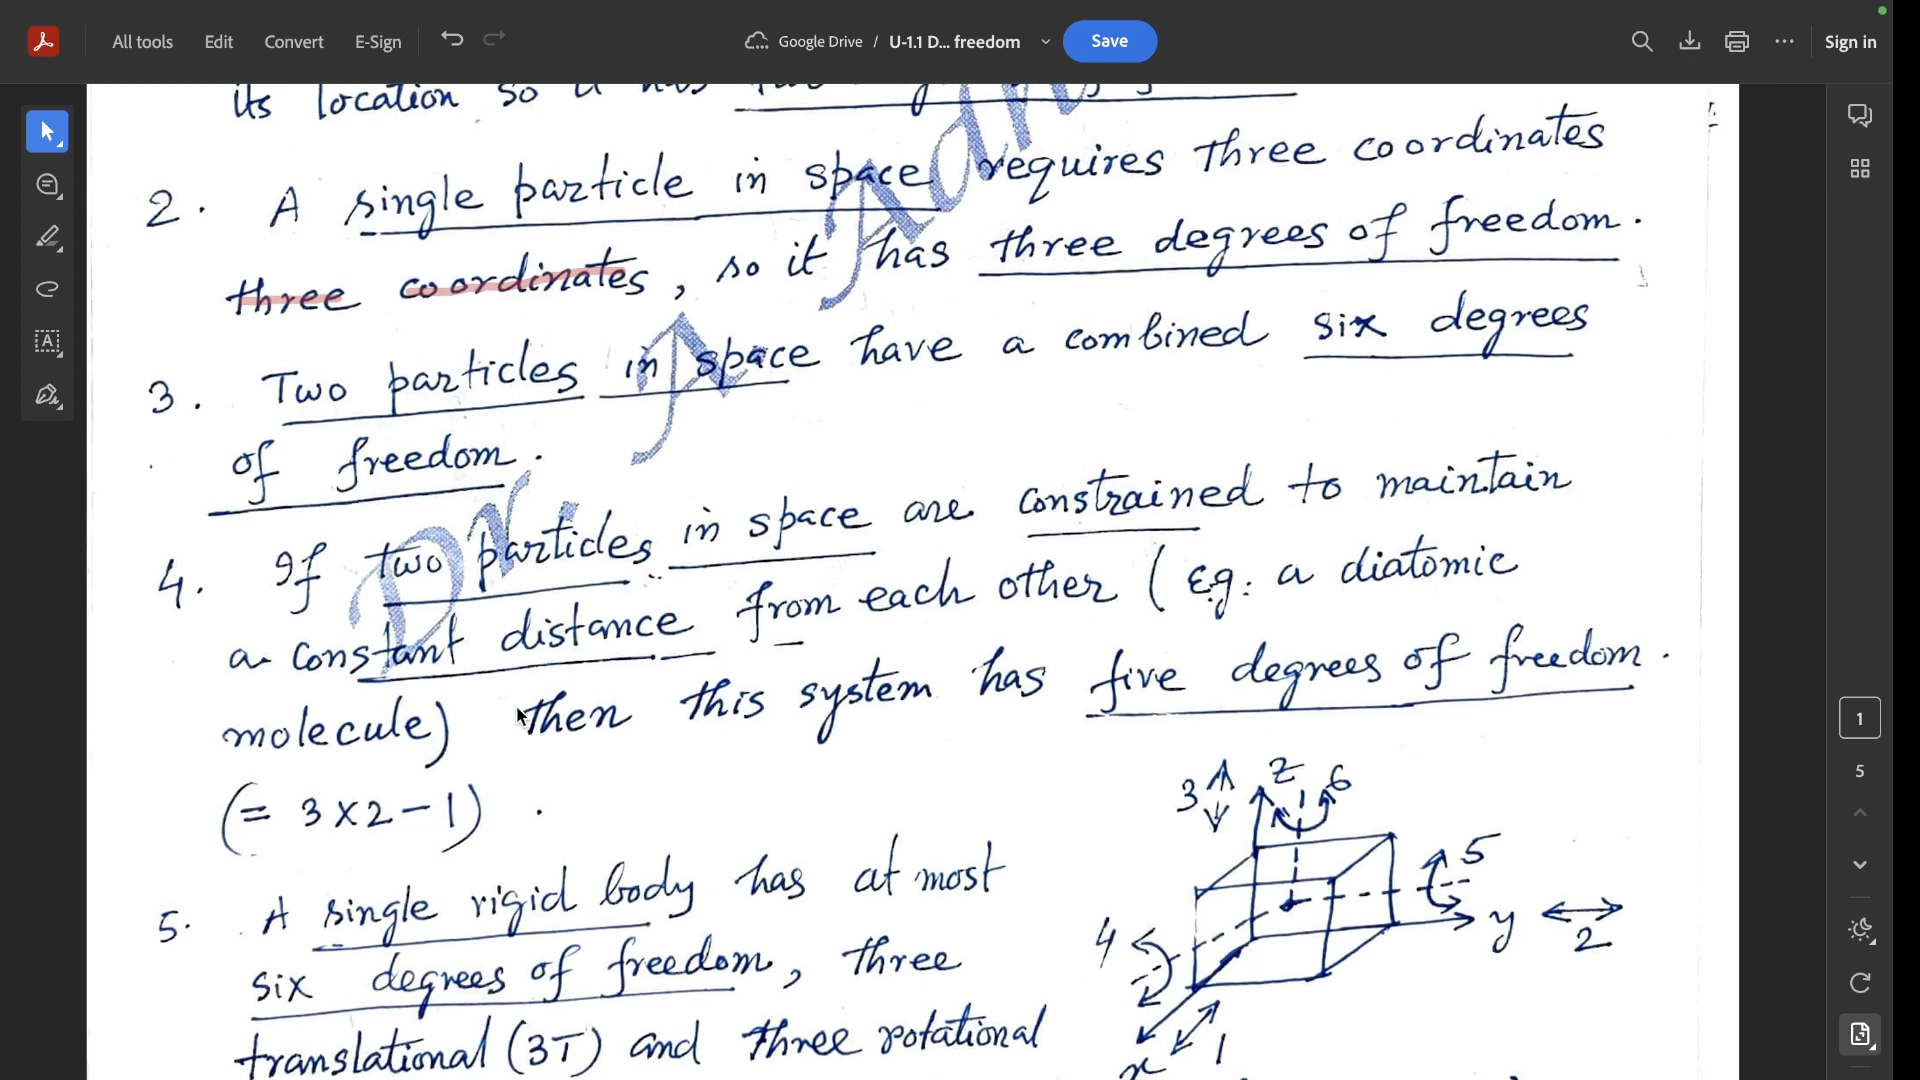 All tools Edit Convert E-Sign Google Drive / U-1.1 D... freedom Save Sign in
its location so it has
2. A single particle in space requires three coordinates
three coordinates, so it has three degrees of freedom.
3. Two particles in space have a combined six degrees
of freedom.
4. If two particles in space are constrained to maintain
a constant distance from each other (Eg: a diatomic
molecule) then this system has five degrees of freedom.
(= 3 x 2 - 1).
5. A single rigid body has at most
six degrees of freedom, three
translational (3T) and three rotational
3 z 6
5
4 y 2
x 1
Dr. A
1
5